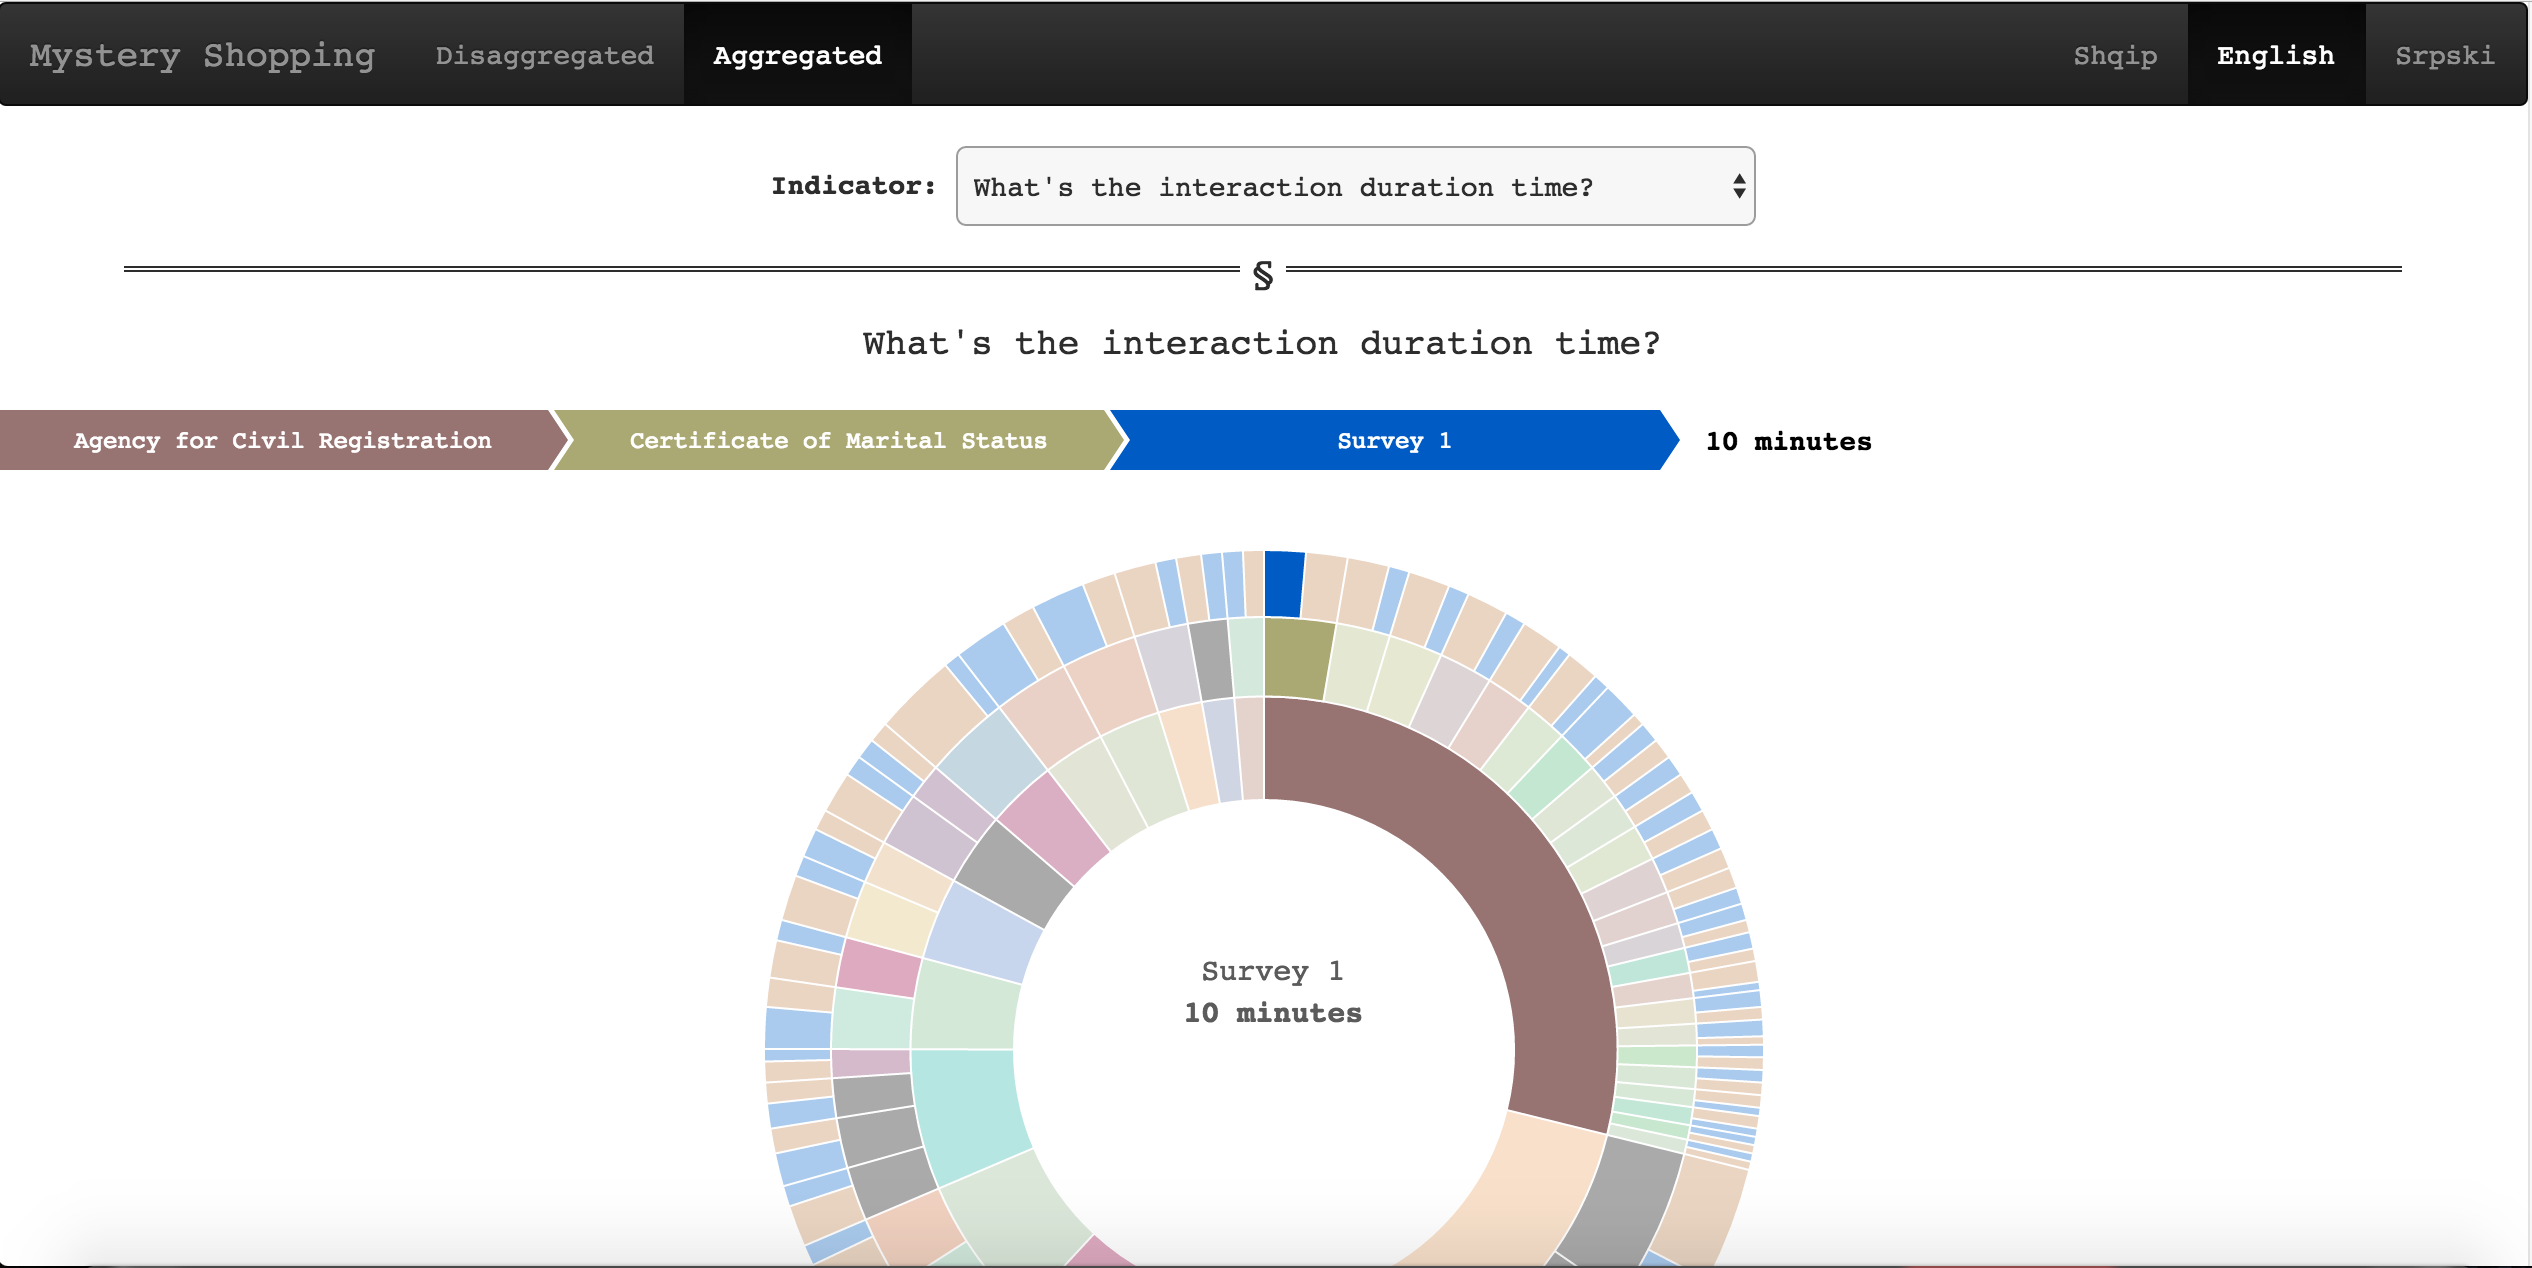 Mystery Shopping Disaggregated Aggregated Shqip English Srpski
Indicator: What's the interaction duration time?
§
What's the interaction duration time?
Agency for Civil Registration Certificate of Marital Status Survey 1 10 minutes
Survey 1
10 minutes